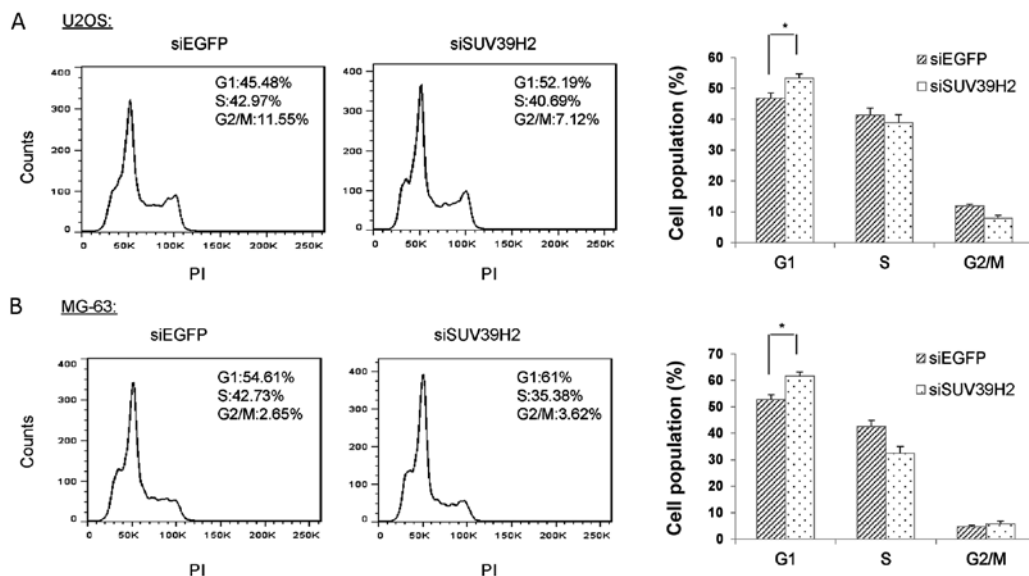 A
U2OS:
siEGFP
siSUV39H2
G1:45.48%
S:42.97%
G2/M:11.55%
G1:52.19%
S:40.69%
G2/M:7.12%
Counts
400
300
200
100
0
0 50K 100K 150K 200K 250K
PI
400
300
200
100
0
0 50K 100K 150K 200K 250K
PI
Cell population (%)
60
50
40
30
20
10
0
*
siEGFP
siSUV39H2
G1 S G2/M
B
MG-63:
siEGFP
siSUV39H2
G1:54.61%
S:42.73%
G2/M:2.65%
G1:61%
S:35.38%
G2/M:3.62%
Counts
400
300
200
100
0
0 50K 100K 150K 200K 250K
PI
400
300
200
100
0
0 50K 100K 150K 200K 250K
PI
Cell population (%)
70
60
50
40
30
20
10
0
*
siEGFP
siSUV39H2
G1 S G2/M